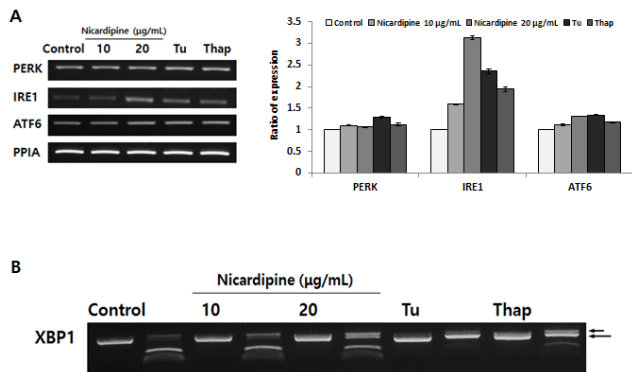 A
Nicardipine (µg/mL)
Control 10 20 Tu Thap
PERK
IRE1
ATF6
PPIA
Control Nicardipine 10 µg/mL Nicardipine 20 µg/mL Tu Thap
Ratio of expression
3.5
3
2.5
2
1.5
1
0.5
0
PERK IRE1 ATF6
B
Nicardipine (µg/mL)
Control 10 20 Tu Thap
XBP1